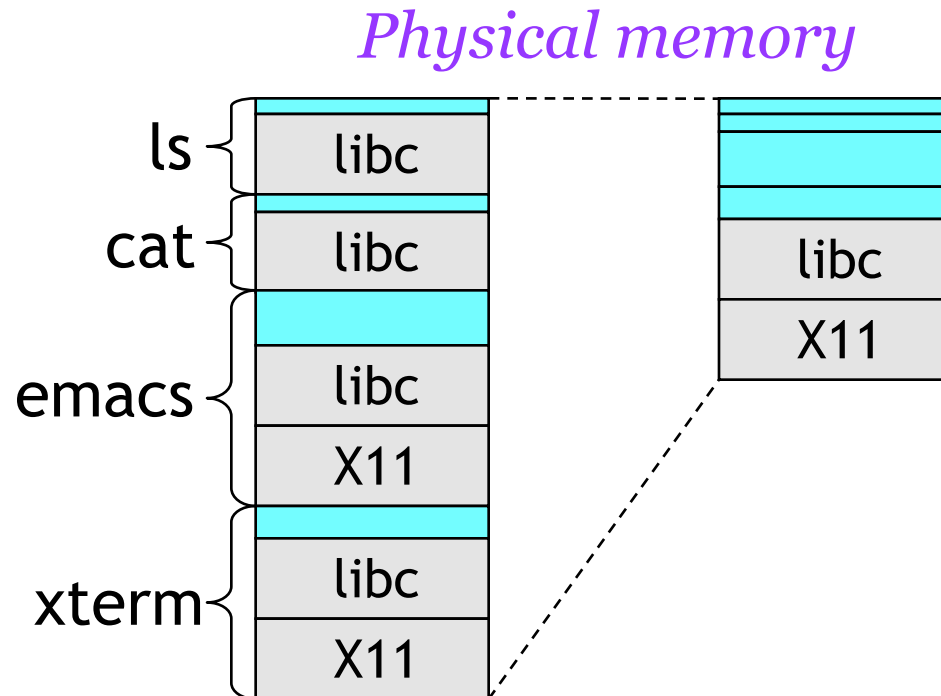 Physical memory
ls
libc
cat
libc
emacs
libc
X11
xterm
libc
X11
libc
X11